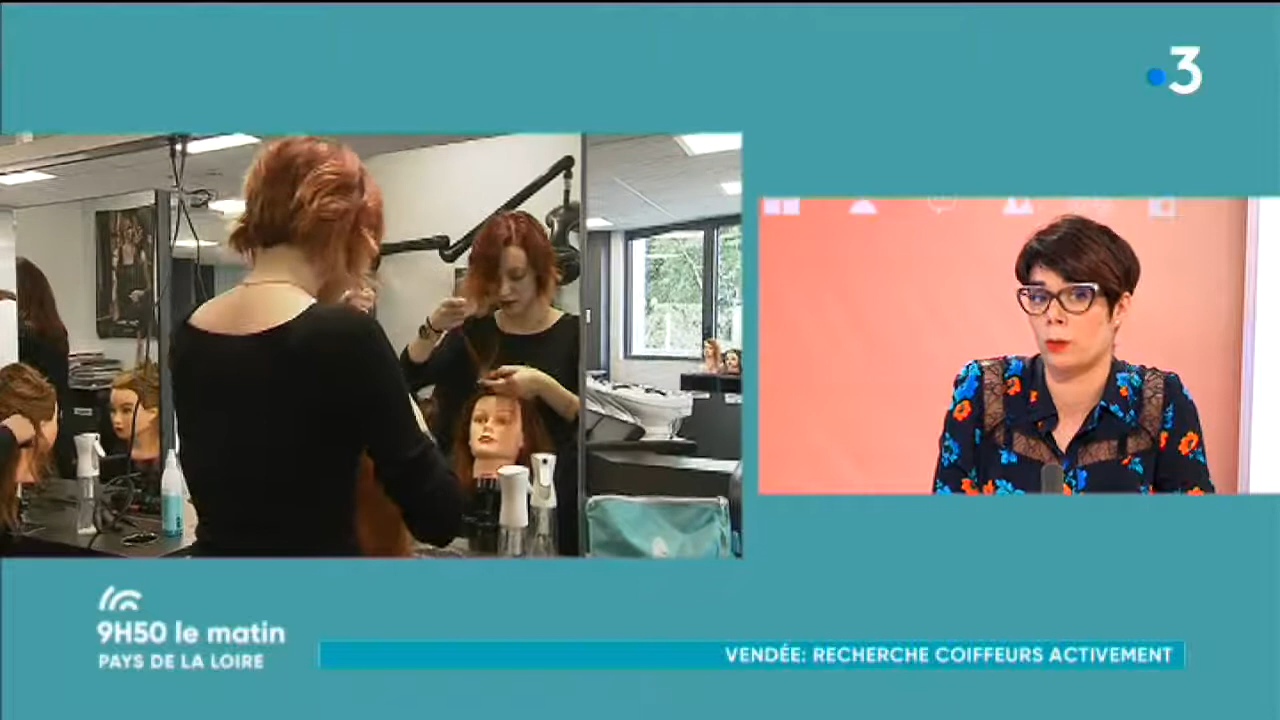 3
9H50 le matin
PAYS DE LA LOIRE
VENDÉE: RECHERCHE COIFFEURS ACTIVEMENT